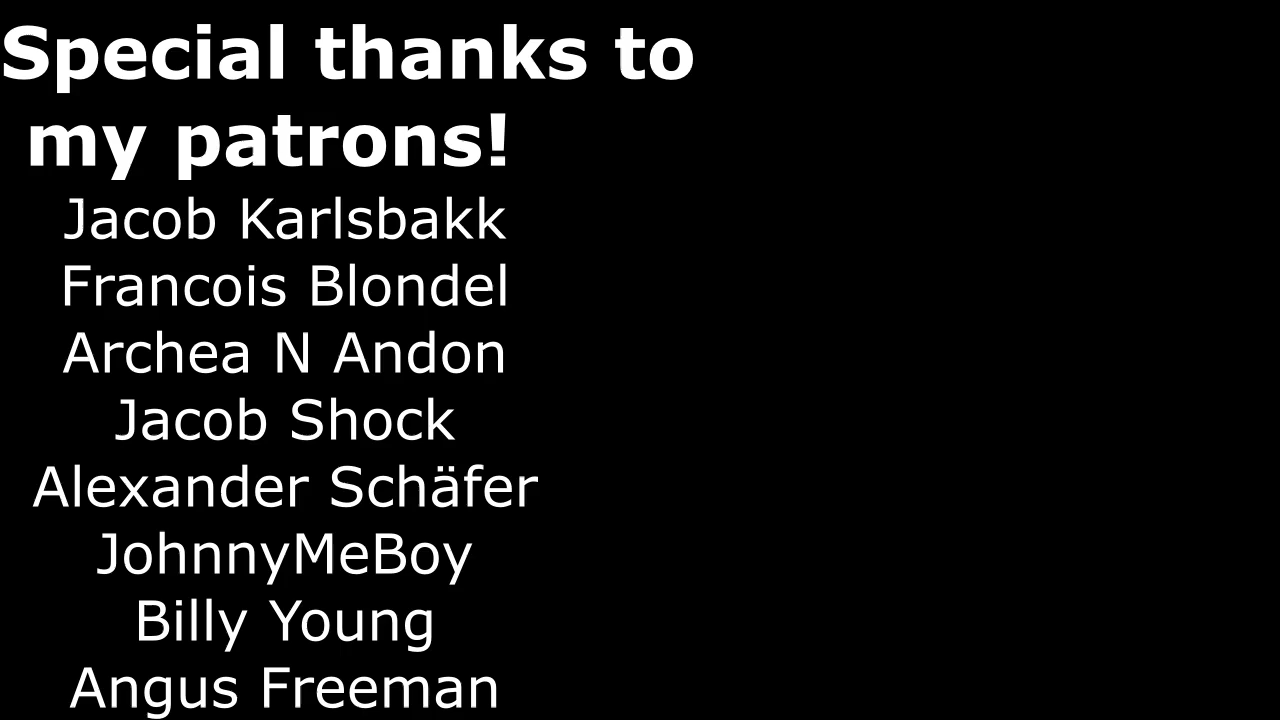 Special thanks to
my patrons!
Jacob Karlsbakk
Francois Blondel
Archea N Andon
Jacob Shock
Alexander Schäfer
JohnnyMeBoy
Billy Young
Angus Freeman